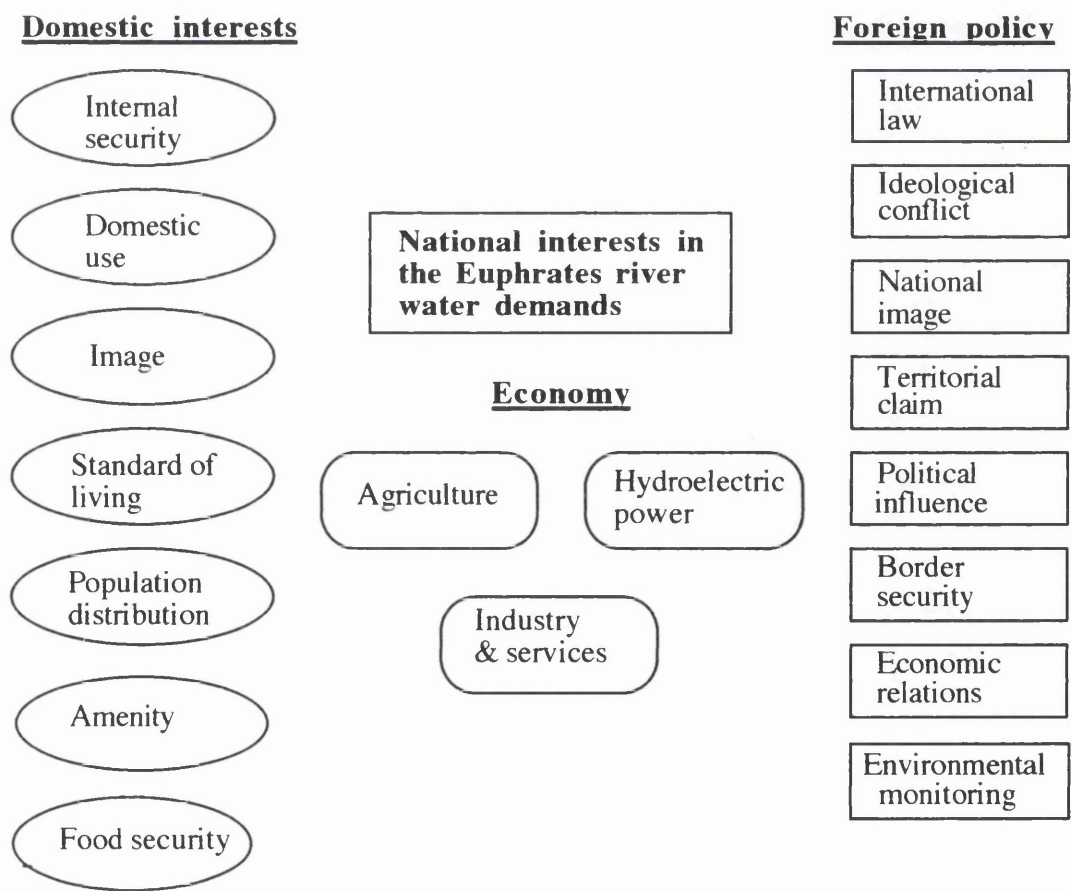 Domestic interests
Internal
security
Domestic
use
Image
Standard of
living
Population
distribution
Amenity
Food security
National interests in
the Euphrates river
water demands
Economy
Agriculture
Hydroelectric
power
Industry
& services
Foreign policy
International
law
Ideological
conflict
National
image
Territorial
claim
Political
influence
Border
security
Economic
relations
Environmental
monitoring